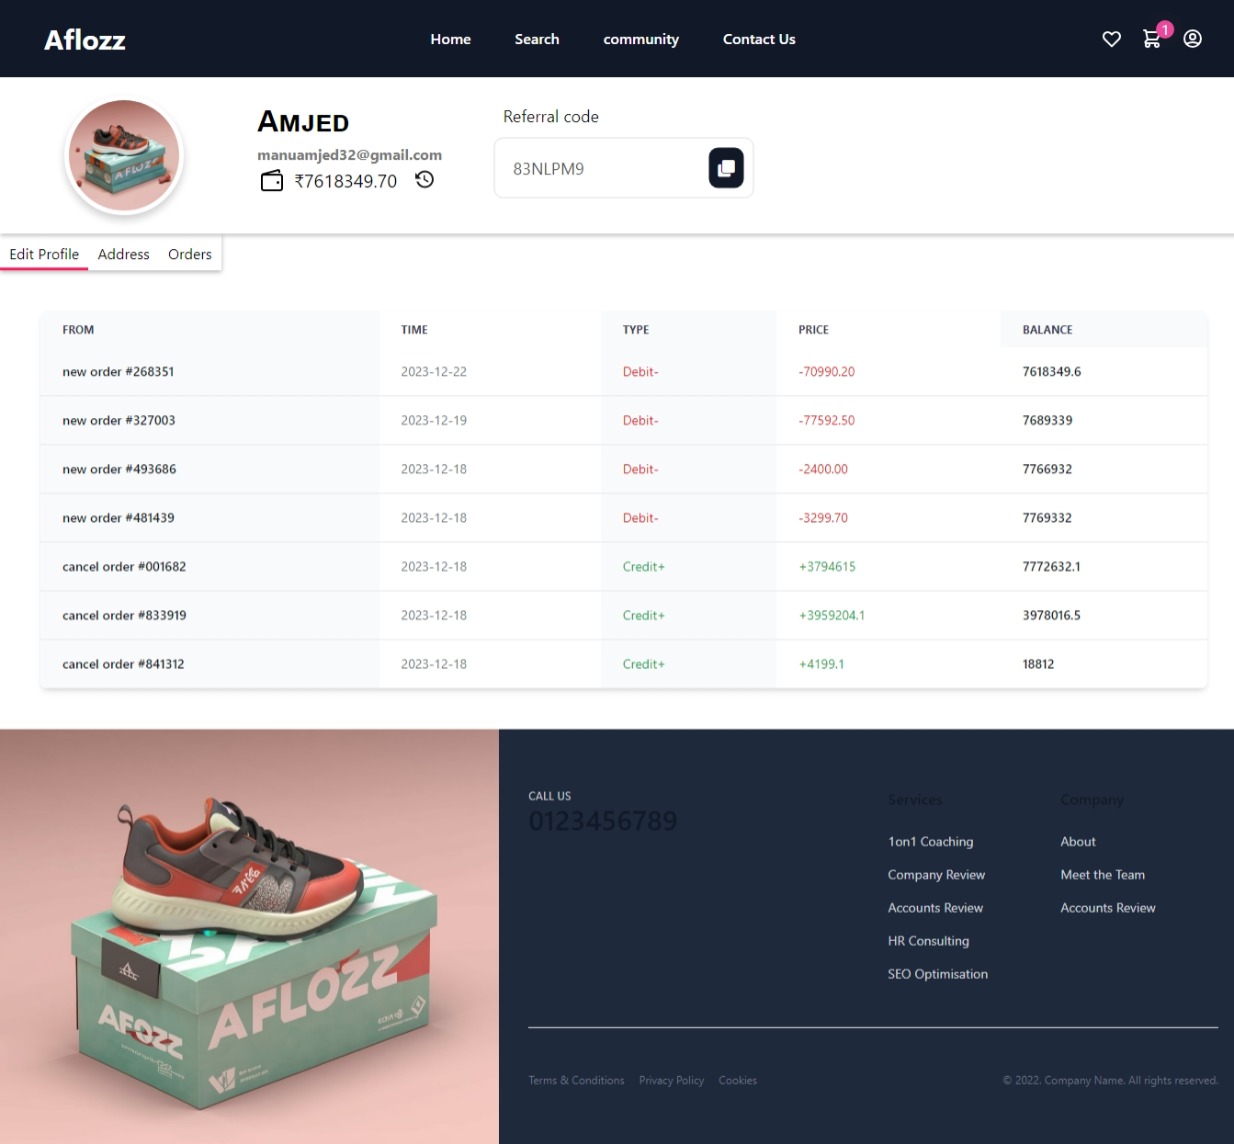 Aflozz
Home Search community Contact Us
1
AMJED
manuamjed32@gmail.com
₹7618349.70
Referral code
83NLPM9
Edit Profile Address Orders
FROM TIME TYPE PRICE BALANCE
new order #268351 2023-12-22 Debit- -70990.20 7618349.6
new order #327003 2023-12-19 Debit- -77592.50 7689339
new order #493686 2023-12-18 Debit- -2400.00 7766932
new order #481439 2023-12-18 Debit- -3299.70 7769332
cancel order #001682 2023-12-18 Credit+ +3794615 7772632.1
cancel order #833919 2023-12-18 Credit+ +3959204.1 3978016.5
cancel order #841312 2023-12-18 Credit+ +4199.1 18812
AFLOZZ
AFOZZ
CALL US
0123456789
Services
1on1 Coaching
Company Review
Accounts Review
HR Consulting
SEO Optimisation
Company
About
Meet the Team
Accounts Review
Terms & Conditions Privacy Policy Cookies
© 2022. Company Name. All rights reserved.